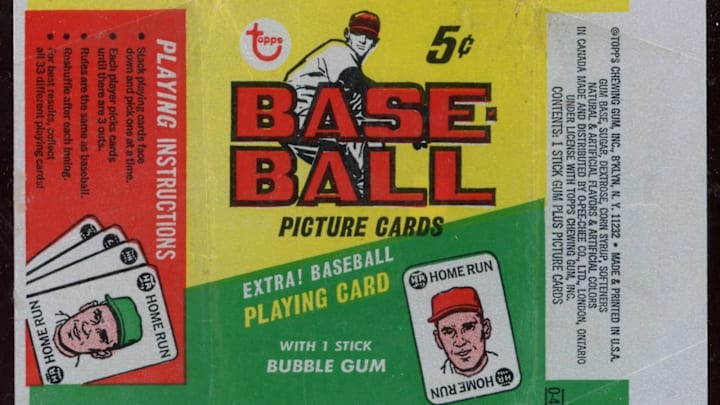 PLAYING INSTRUCTIONS
• Stack playing cards face
down and pick one at a time.
• Each player picks cards
until there are 3 outs.
• Rules are the same as baseball.
• Reshuffle after each inning.
• For best results, collect
all 33 different playing cards!
HR HOME RUN
HOME RUN HR
Topps
5¢
BASE-
BALL
PICTURE CARDS
EXTRA! BASEBALL
PLAYING CARD
WITH 1 STICK
BUBBLE GUM
HR HOME RUN
HOME RUN HR
©TOPPS CHEWING GUM, INC., B'KLYN, N. Y. 11232 • MADE & PRINTED IN U.S.A.
GUM BASE, SUGAR, DEXTROSE, CORN SYRUP, SOFTENERS
NATURAL & ARTIFICIAL FLAVORS & ARTIFICIAL COLORS
IN CANADA MADE AND DISTRIBUTED BY O-PEE-CHEE CO., LTD., LONDON, ONTARIO
UNDER LICENSE WITH TOPPS CHEWING GUM, INC.
CONTENTS: 1 STICK GUM PLUS PICTURE CARDS